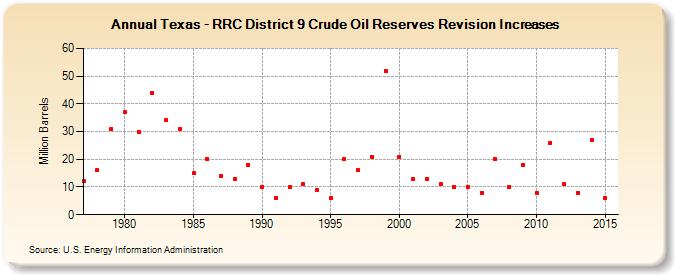 Annual Texas - RRC District 9 Crude Oil Reserves Revision Increases
Million Barrels
60
50
40
30
20
10
0
1980 1985 1990 1995 2000 2005 2010 2015
Source: U.S. Energy Information Administration